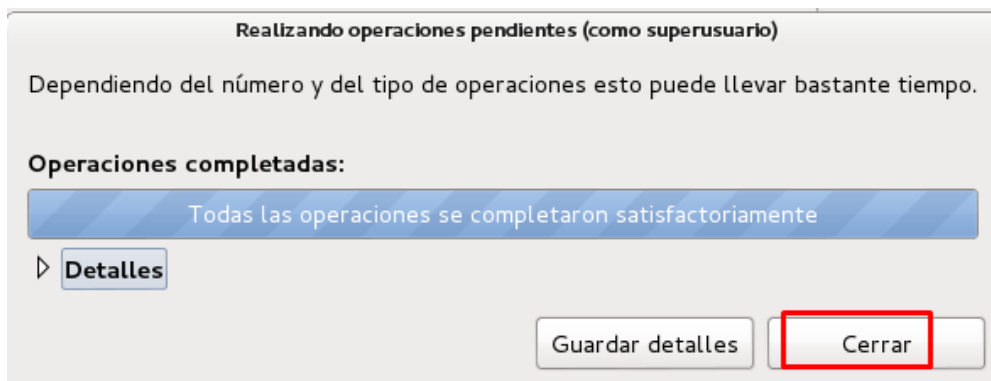 Realizando operaciones pendientes (como superusuario)
Dependiendo del número y del tipo de operaciones esto puede llevar bastante tiempo.
Operaciones completadas:
Todas las operaciones se completaron satisfactoriamente
Detalles
Guardar detalles
Cerrar